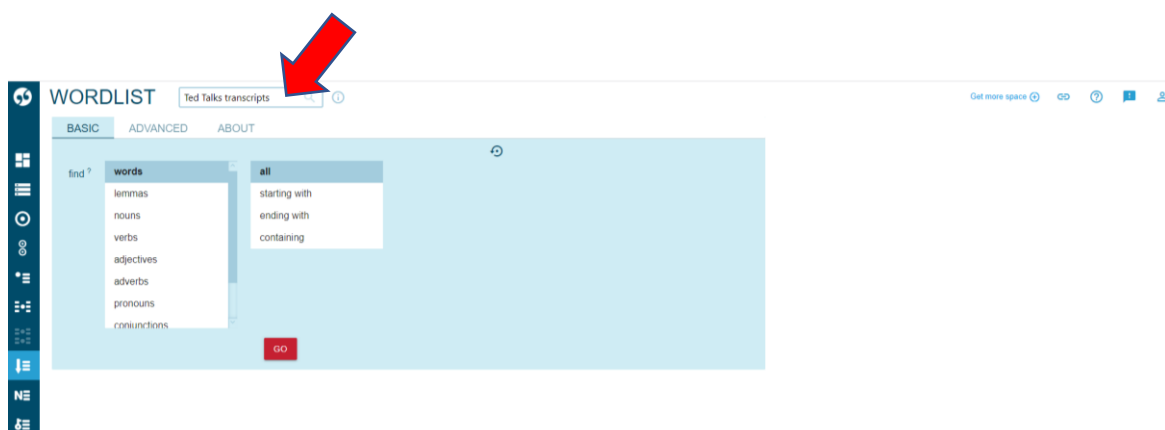 WORDLIST Ted Talks transcripts Get more space
BASIC ADVANCED ABOUT
find ? words all
lemmas starting with
nouns ending with
verbs containing
adjectives
adverbs
pronouns
conjunctions
GO